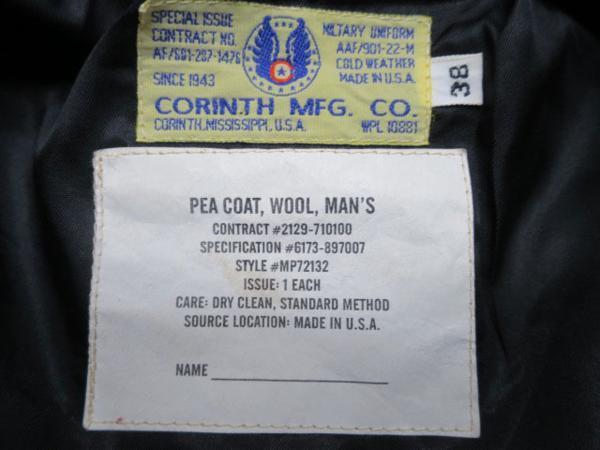 SPECIAL ISSUE
CONTRACT NO.
AF/601-207-1476
SINCE 1943
MILTARY UNIFORM
AAF/901-22-M
COLD WEATHER
MADE IN U.S.A.
CORINTH MFG. CO.
CORINTH, MISSISSIPPI, U.S.A. WPL 10881
38
PEA COAT, WOOL, MAN'S
CONTRACT #2129-710100
SPECIFICATION #6173-897007
STYLE #MP72132
ISSUE: 1 EACH
CARE: DRY CLEAN, STANDARD METHOD
SOURCE LOCATION: MADE IN U.S.A.
NAME